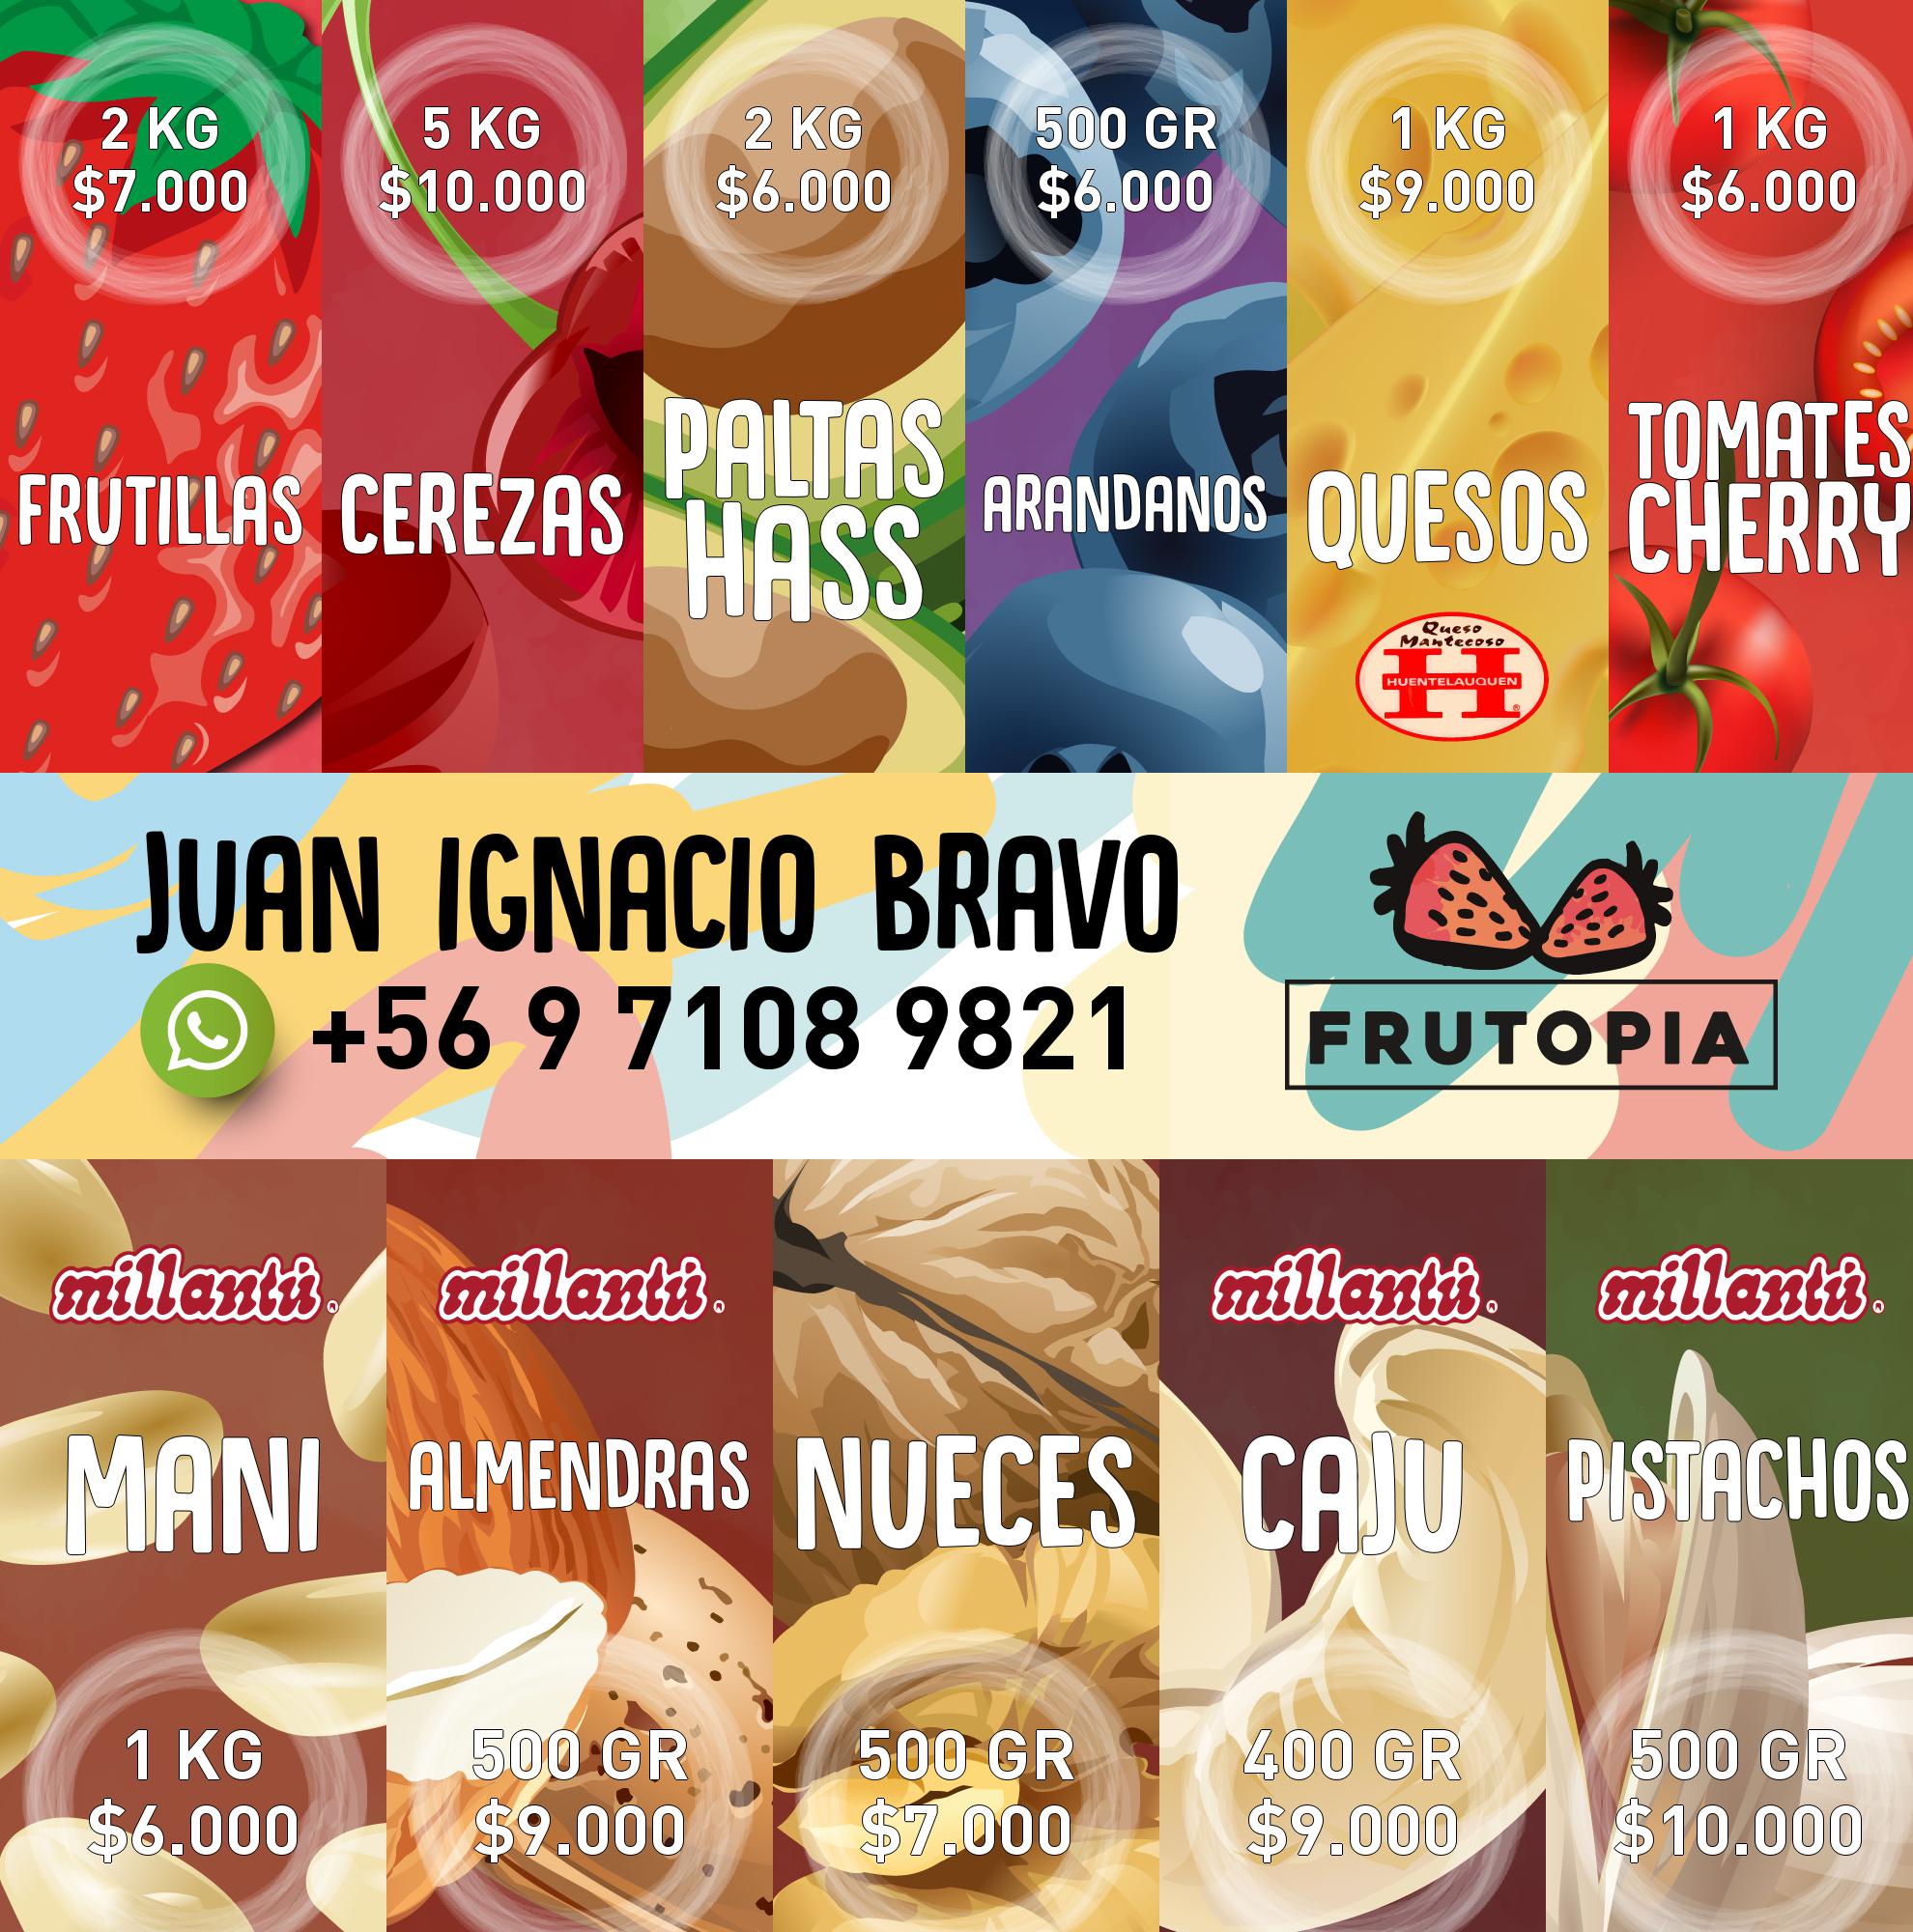 2 KG
$7.000
FRUTILLAS
5 KG
$10.000
CEREZAS
2 KG
$6.000
PALTAS
HASS
500 GR
$6.000
ARANDANOS
1 KG
$9.000
QUESOS
Queso
Mantecoso
H
HUENTELAUQUEN
®
1 KG
$6.000
TOMATES
CHERRY
JUAN IGNACIO BRAVO
+56 9 7108 9821
FRUTOPIA
millantú®
MANI
1 KG
$6.000
millantú®
ALMENDRAS
500 GR
$9.000
NUECES
500 GR
$7.000
millantú®
CAJU
400 GR
$9.000
millantú®
PISTACHOS
500 GR
$10.000